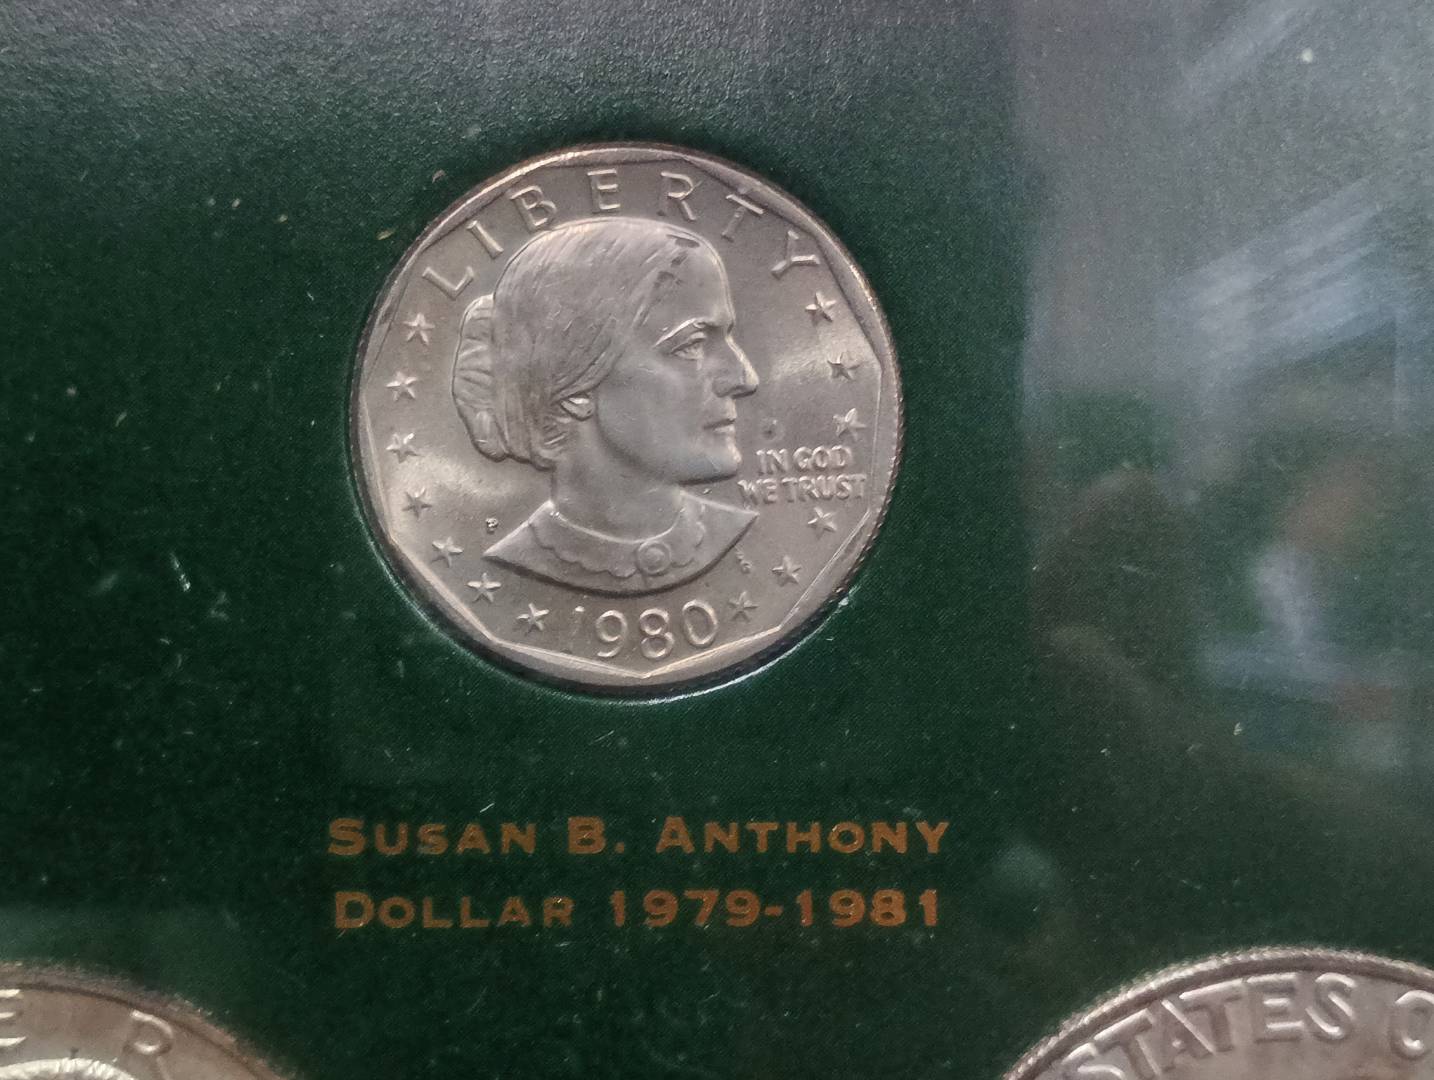 LIBERTY
IN GOD
WE TRUST
P
1980
SUSAN B. ANTHONY
DOLLAR 1979-1981
E R
STATES O